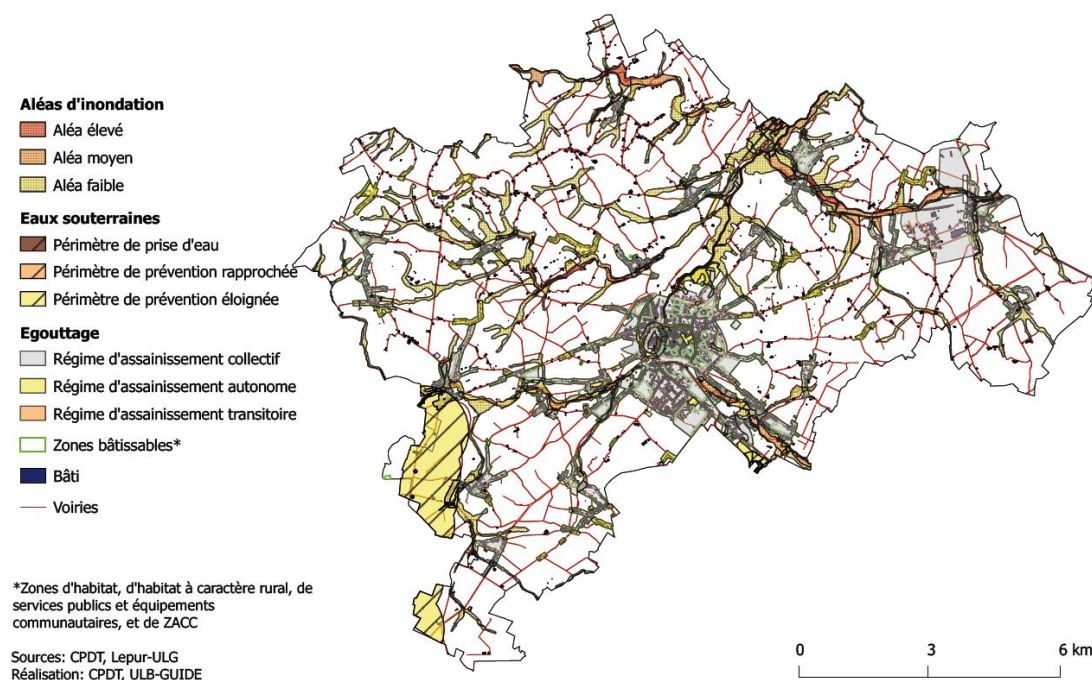 Aléas d'inondation
Aléa élevé
Aléa moyen
Aléa faible
Eaux souterraines
Périmètre de prise d'eau
Périmètre de prévention rapprochée
Périmètre de prévention éloignée
Egouttage
Régime d'assainissement collectif
Régime d'assainissement autonome
Régime d'assainissement transitoire
Zones bâtissables*
Bâti
Voiries
*Zones d'habitat, d'habitat à caractère rural, de
services publics et équipements
communautaires, et de ZACC
Sources: CPDT, Lepur-ULG
Réalisation: CPDT, ULB-GUIDE
0 3 6 km